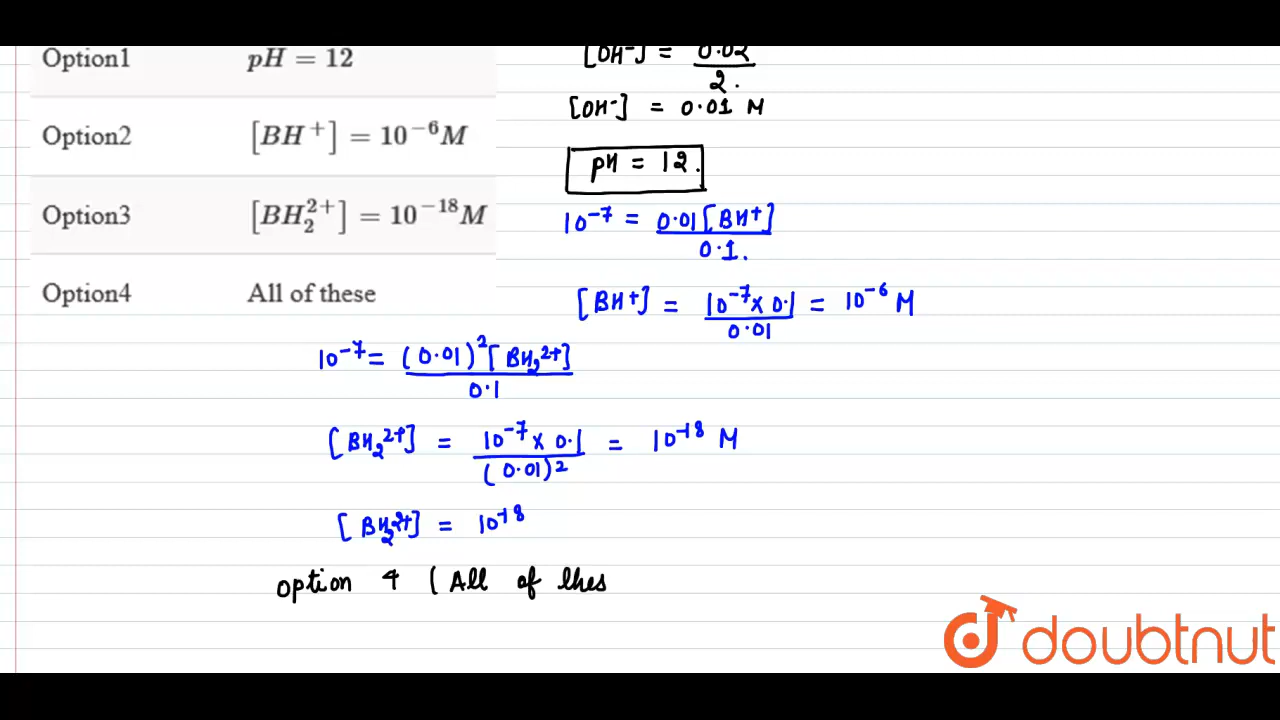 Option1 pH = 12
Option2 [BH⁺] = 10⁻⁶M
Option3 [BH₂²⁺] = 10⁻¹⁸M
Option4 All of these
[OH⁻] = 0.02/2.
[OH⁻] = 0.01 M
pH = 12.
10⁻⁷ = 0.01[BH⁺]/0.1.
[BH⁺] = 10⁻⁷ × 0.1/0.01 = 10⁻⁶ M
10⁻⁷ = (0.01)²[BH₂²⁺]/0.1
[BH₂²⁺] = 10⁻⁷ × 0.1/(0.01)² = 10⁻¹⁸ M
[BH₂²⁺] = 10⁻¹⁸
option 4 ( All of thes
doubtnut